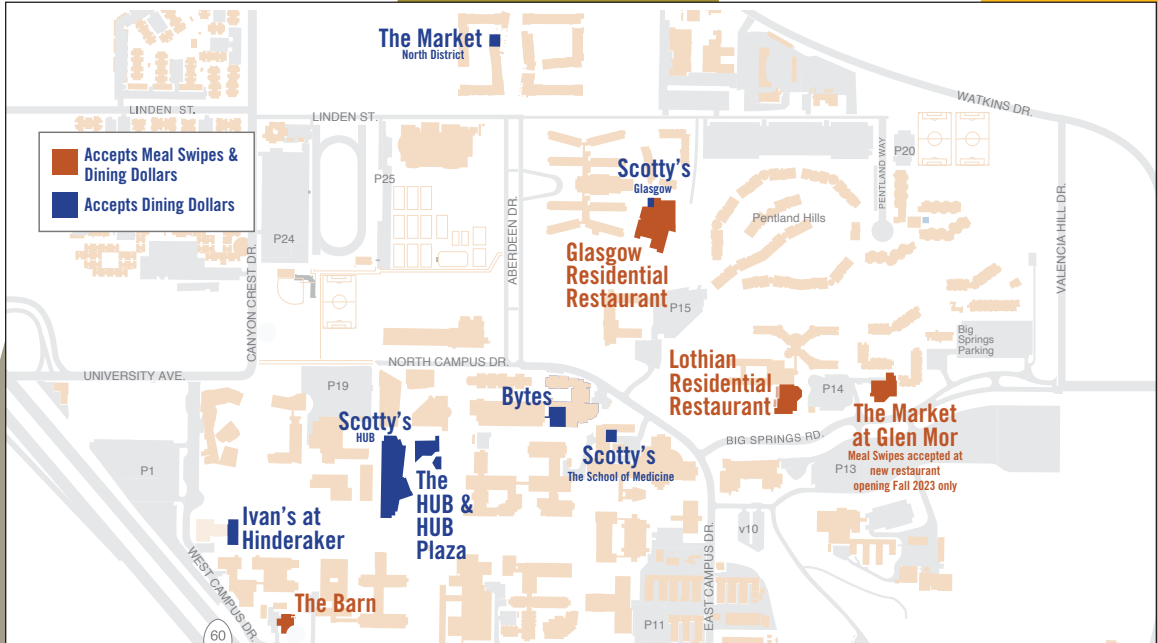 The Market
North District
LINDEN ST.
LINDEN ST.
WATKINS DR.
Accepts Meal Swipes &
Dining Dollars
Accepts Dining Dollars
P25
P24
CANYON CREST DR.
ABERDEEN DR.
Scotty's
Glasgow
Glasgow
Residential
Restaurant
Pentland Hills
PENTLAND WAY
P20
VALENCIA HILL DR.
P15
Big
Springs
Parking
UNIVERSITY AVE.
NORTH CAMPUS DR.
P19
Lothian
Residential
Restaurant
P14
The Market
at Glen Mor
Meal Swipes accepted at
new restaurant
opening Fall 2023 only
BIG SPRINGS RD.
P13
Bytes
Scotty's
HUB
Scotty's
The School of Medicine
The
HUB &
HUB
Plaza
P1
Ivan's at
Hinderaker
WEST CAMPUS DR.
The Barn
60
v10
EAST CAMPUS DR.
P11